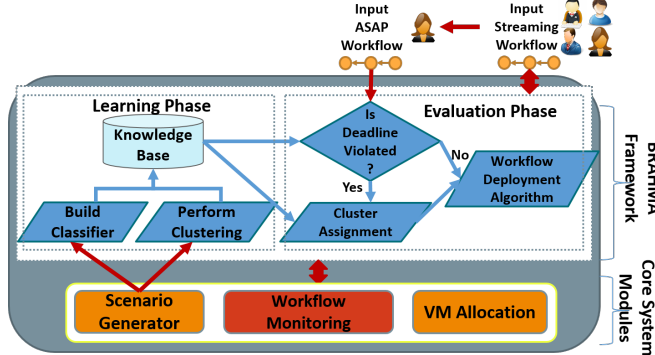 Input
ASAP
Workflow
Input
Streaming
Workflow
Learning Phase
Knowledge
Base
Build
Classifier
Perform
Clustering
Evaluation Phase
Is
Deadline
Violated
?
No
Yes
Cluster
Assignment
Workflow
Deployment
Algorithm
BRAHMA
Framework
Scenario
Generator
Workflow
Monitoring
VM Allocation
Core System
Modules